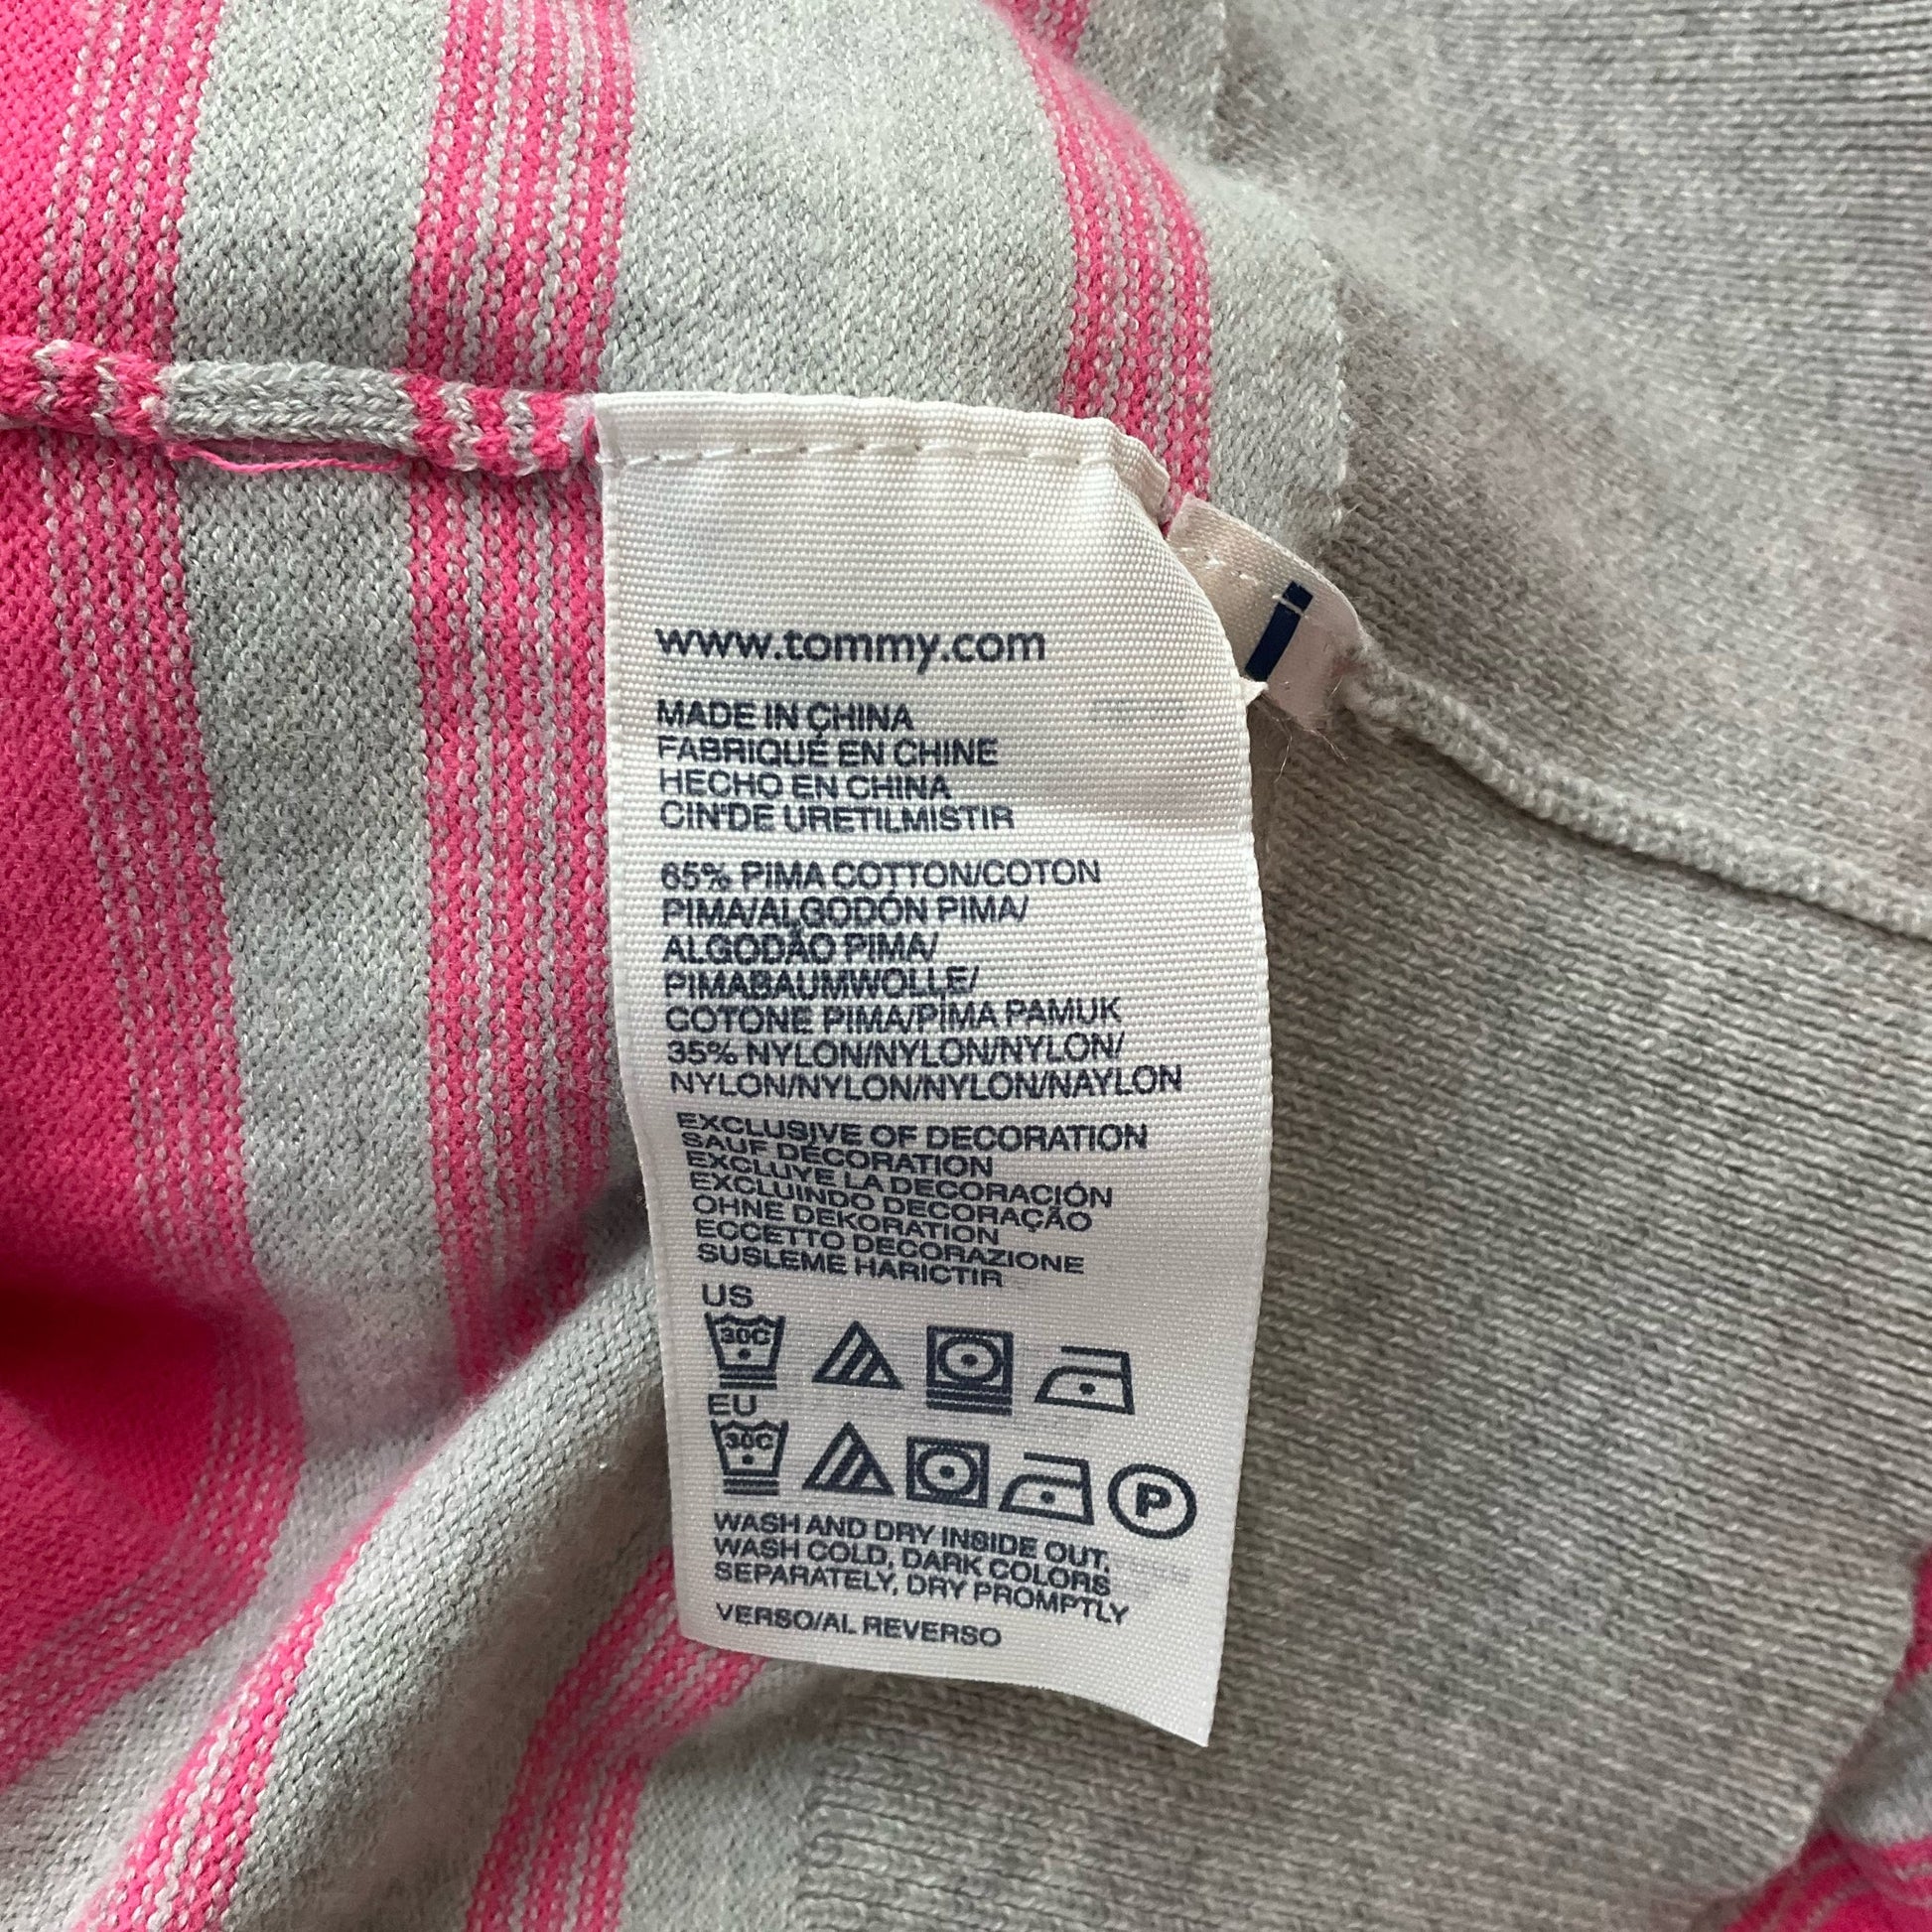 www.tommy.com
MADE IN CHINA
FABRIQUÉ EN CHINE
HECHO EN CHINA
CIN'DE URETILMISTIR
65% PIMA COTTON/COTON
PIMA/ALGODÓN PIMA/
ALGODÃO PIMA/
PIMABAUMWOLLE/
COTONE PIMA/PIMA PAMUK
35% NYLON/NYLON/NYLON/
NYLON/NYLON/NYLON/NAYLON
EXCLUSIVE OF DECORATION
SAUF DÉCORATION
EXCLUYE LA DECORACIÓN
EXCLUINDO DECORAÇÃO
OHNE DEKORATION
ECCETTO DECORAZIONE
SUSLEME HARICTIR
US
30C
EU
30C P
WASH AND DRY INSIDE OUT,
WASH COLD, DARK COLORS
SEPARATELY, DRY PROMPTLY
VERSO/AL REVERSO